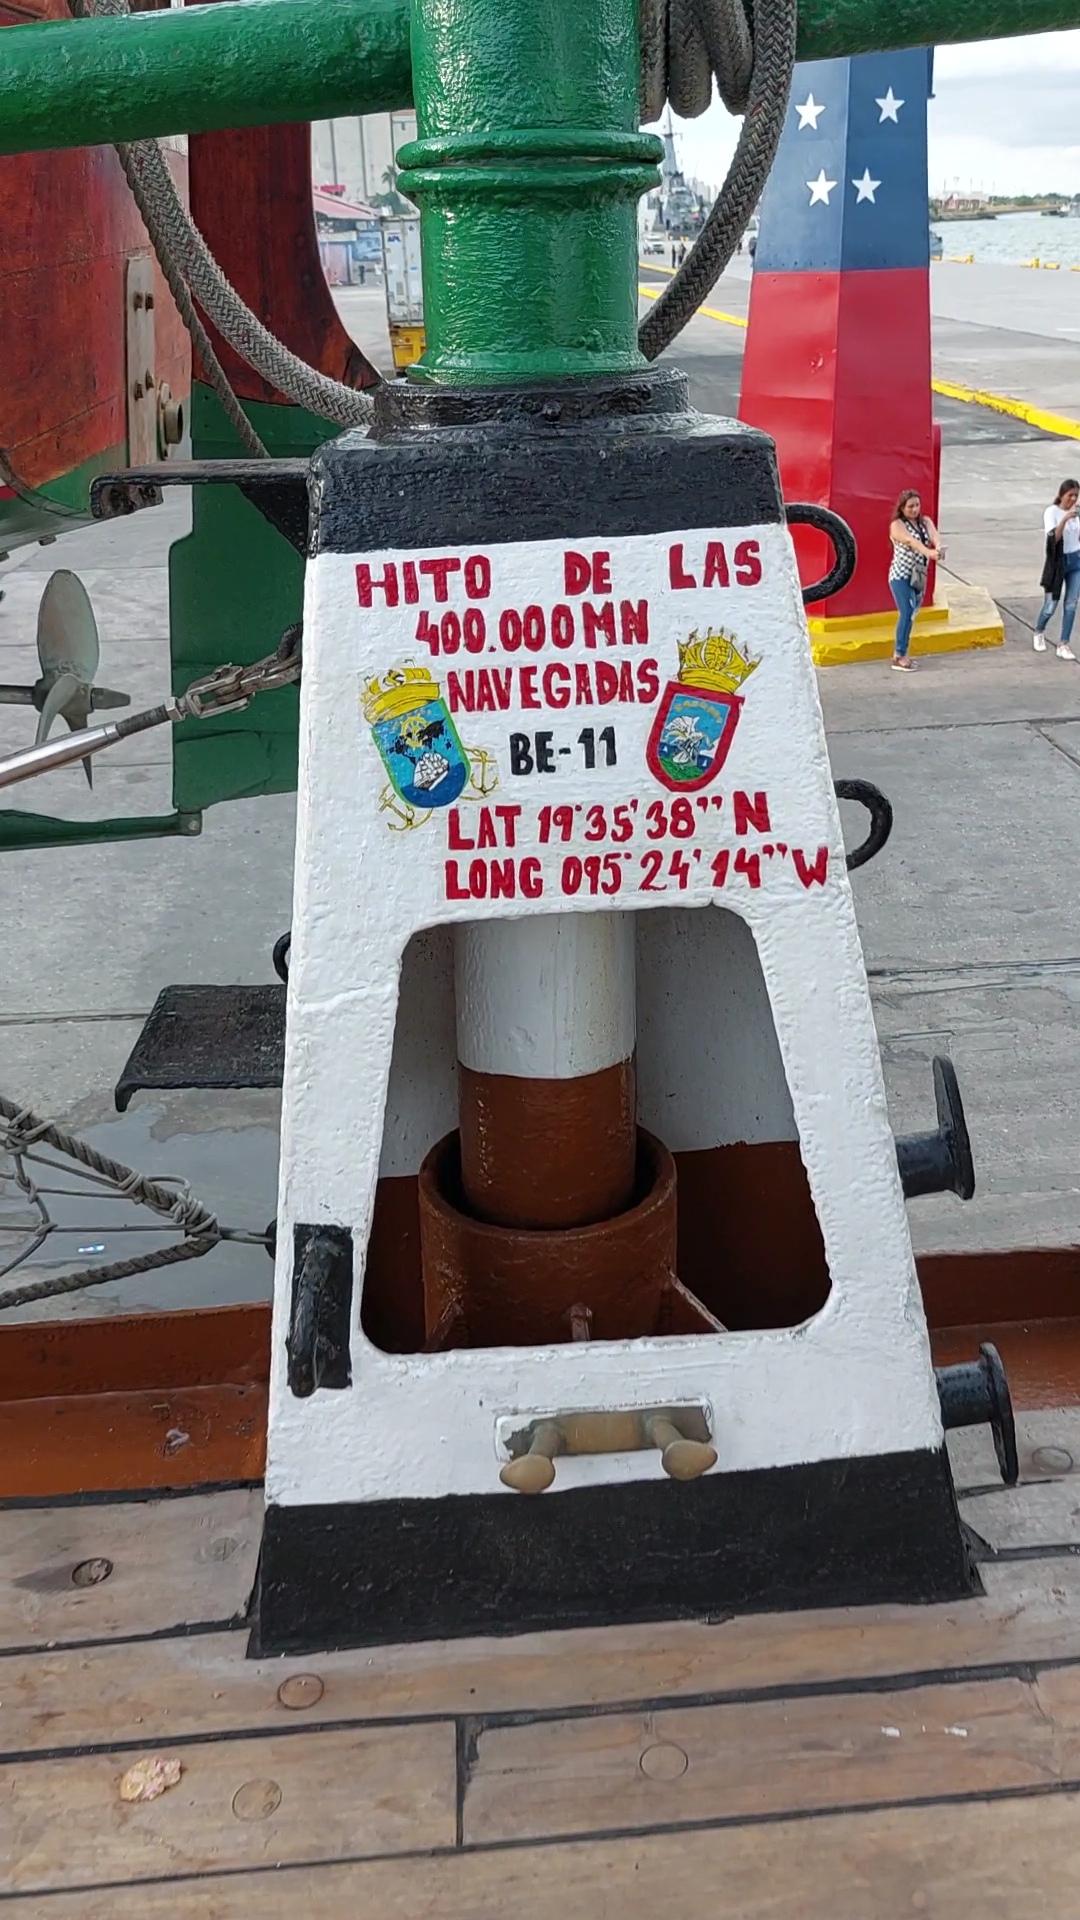 HITO DE LAS
400.000 MN
NAVEGADAS
BE-11
LAT 19°35'38" N
LONG 095°24'14" W